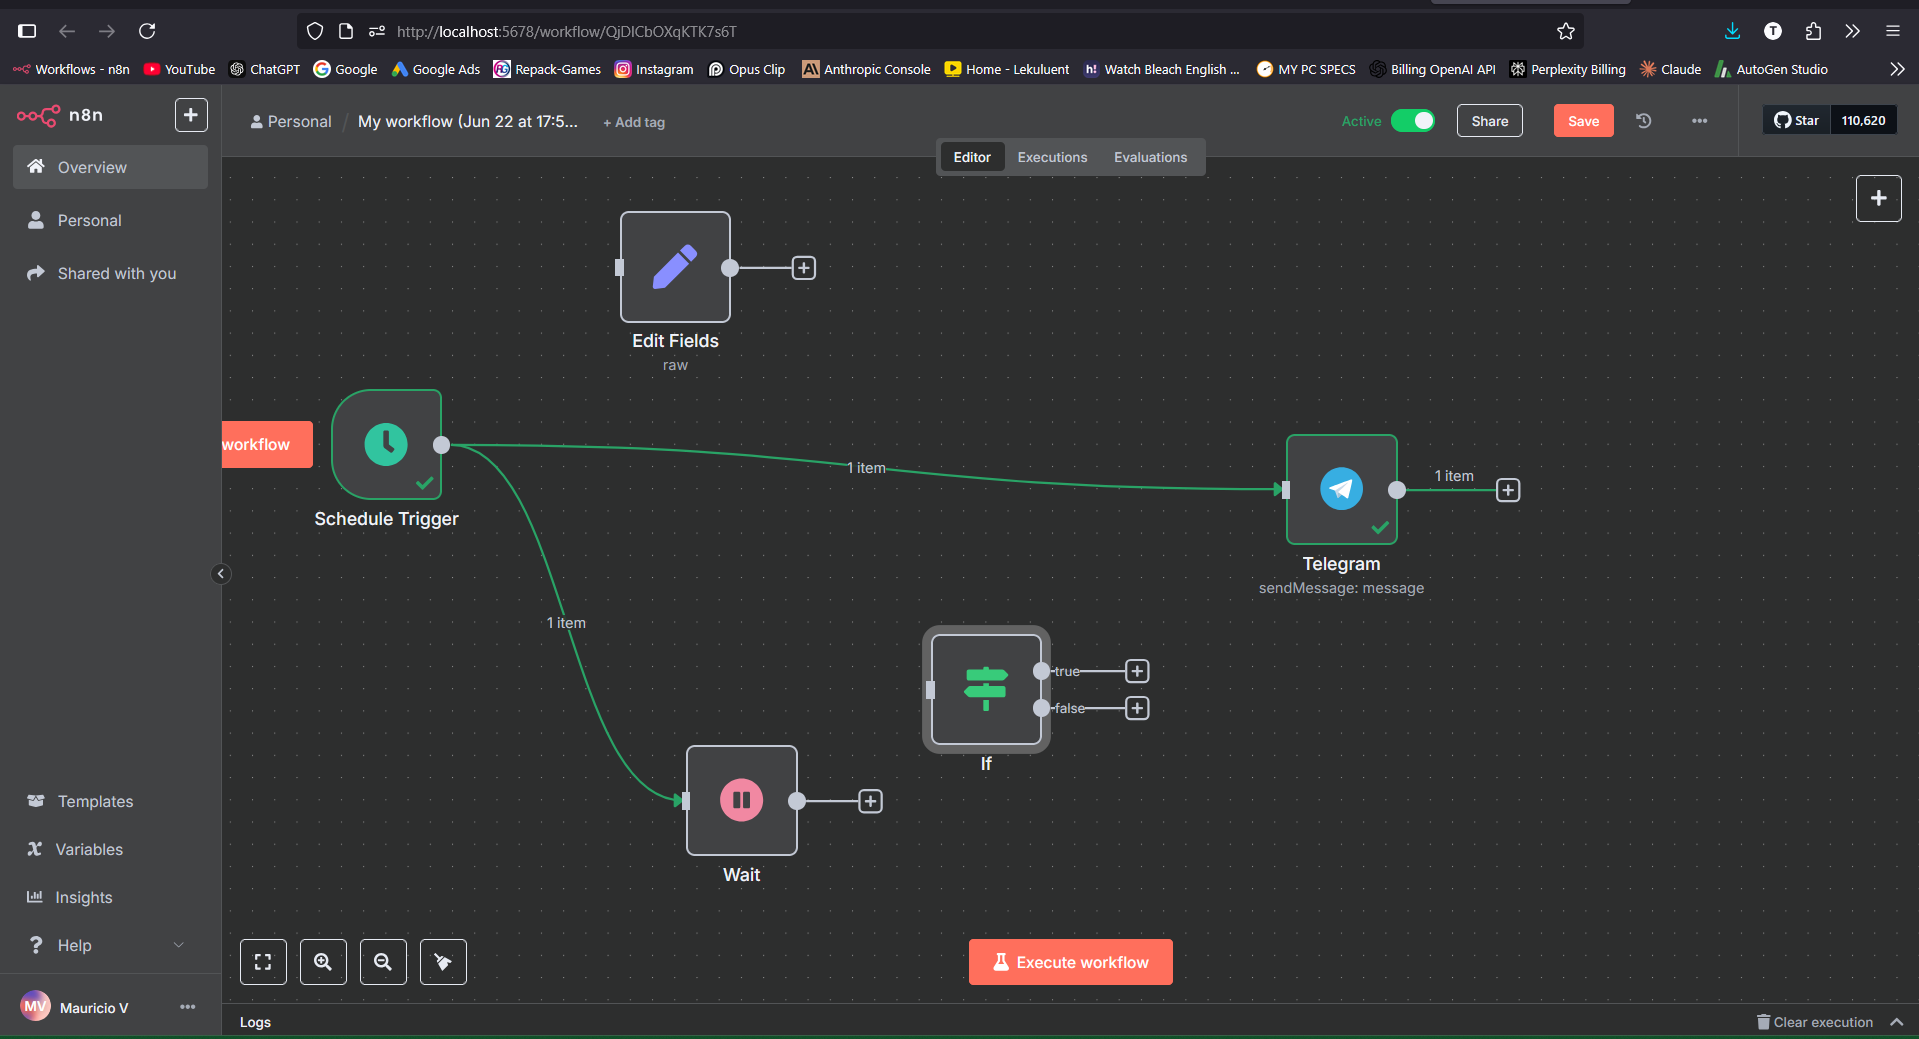 http://localhost:5678/workflow/QjDICbOXqKTK7s6T
Workflows - n8n YouTube ChatGPT Google Google Ads Repack-Games Instagram Opus Clip Anthropic Console Home - Lekuluent Watch Bleach English ... MY PC SPECS Billing OpenAI API Perplexity Billing Claude AutoGen Studio
n8n
Personal / My workflow (Jun 22 at 17:5... + Add tag
Active Share Save ... Star 110,620
Editor Executions Evaluations
Overview
Personal
Shared with you
Edit Fields
raw
workflow
Schedule Trigger
1 item
1 item
Telegram
sendMessage: message
1 item
true
false
If
Wait
Templates
Variables
Insights
Help
Execute workflow
MV Mauricio V
Logs
Clear execution